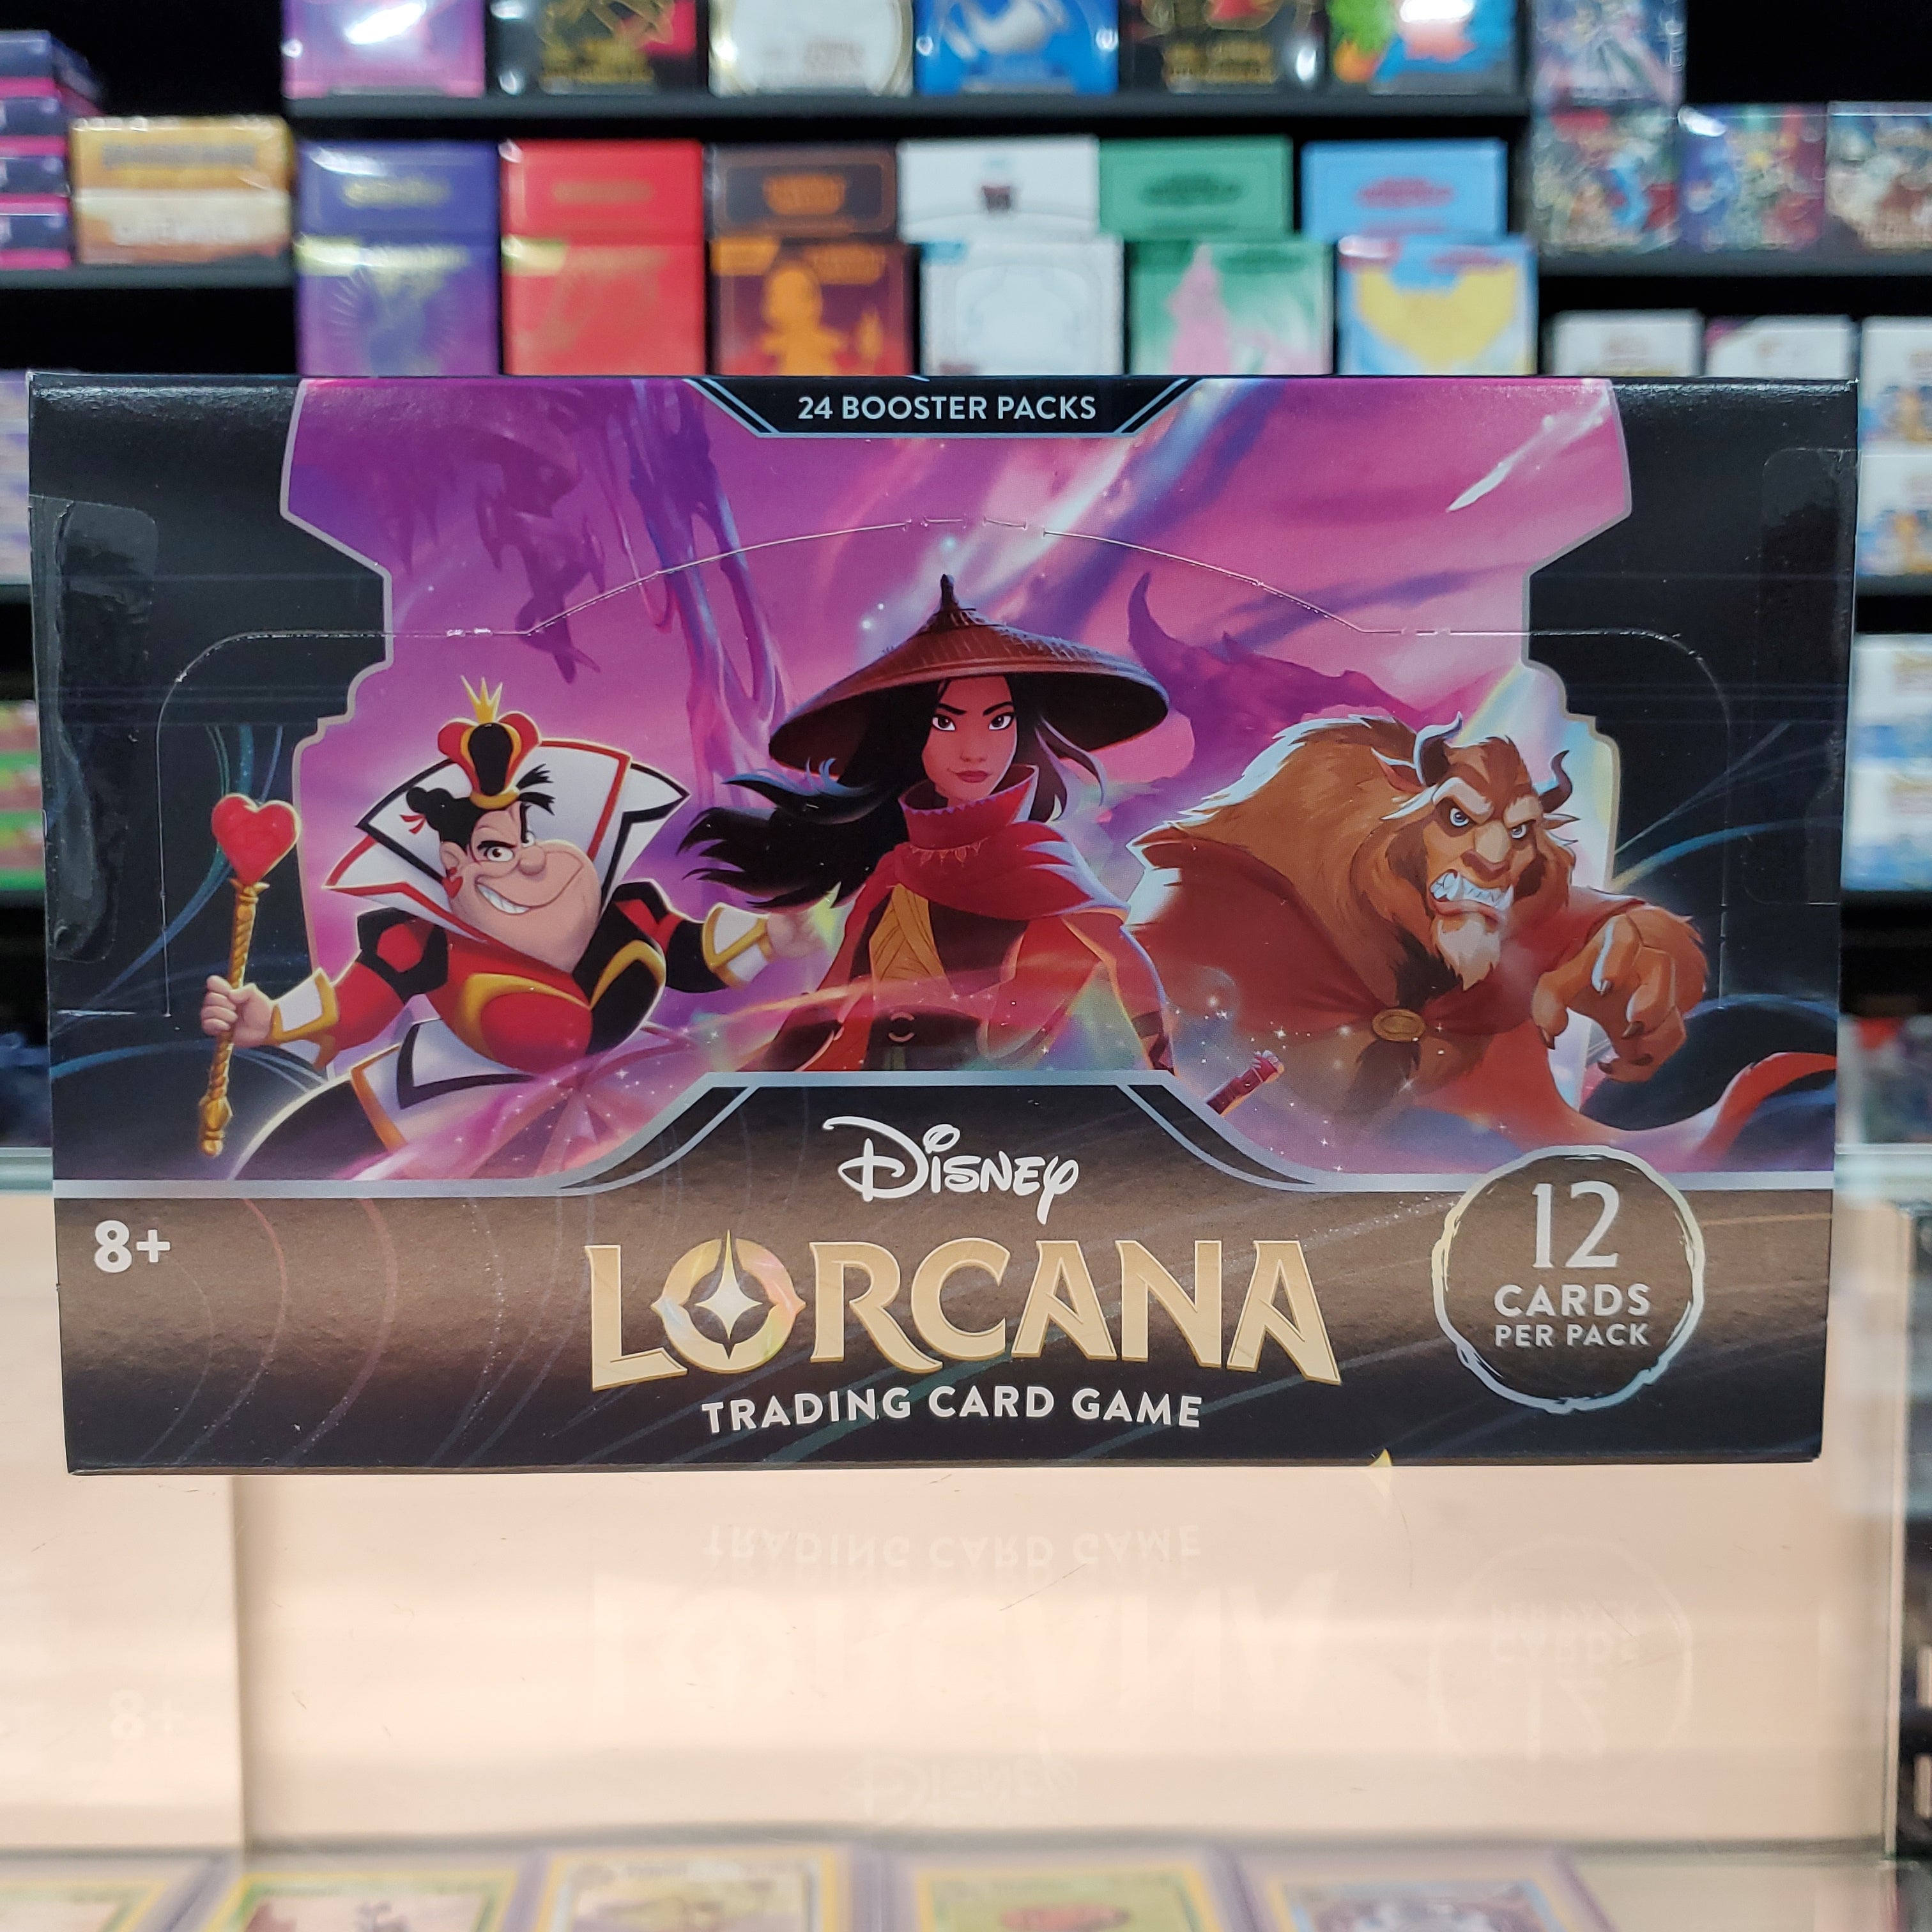 24 BOOSTER PACKS
DISNEY
LORCANA
TRADING CARD GAME
8+
12
CARDS
PER PACK